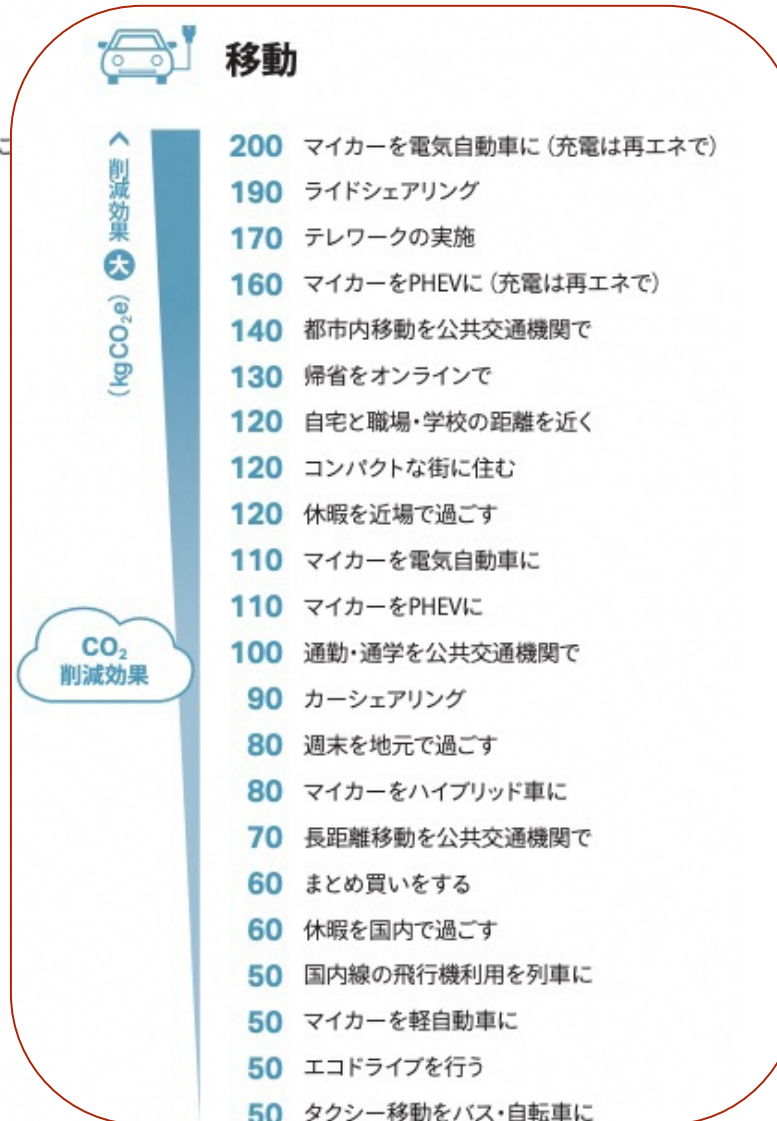 移動
に
削減効果 大 (kgCO₂e)
200 マイカーを電気自動車に(充電は再エネで)
190 ライドシェアリング
170 テレワークの実施
160 マイカーをPHEVに(充電は再エネで)
140 都市内移動を公共交通機関で
130 帰省をオンラインで
120 自宅と職場・学校の距離を近く
120 コンパクトな街に住む
120 休暇を近場で過ごす
110 マイカーを電気自動車に
110 マイカーをPHEVに
CO₂
削減効果
100 通勤・通学を公共交通機関で
90 カーシェアリング
80 週末を地元で過ごす
80 マイカーをハイブリッド車に
70 長距離移動を公共交通機関で
60 まとめ買いをする
60 休暇を国内で過ごす
50 国内線の飛行機利用を列車に
50 マイカーを軽自動車に
50 エコドライブを行う
50 タクシー移動をバス・自転車に